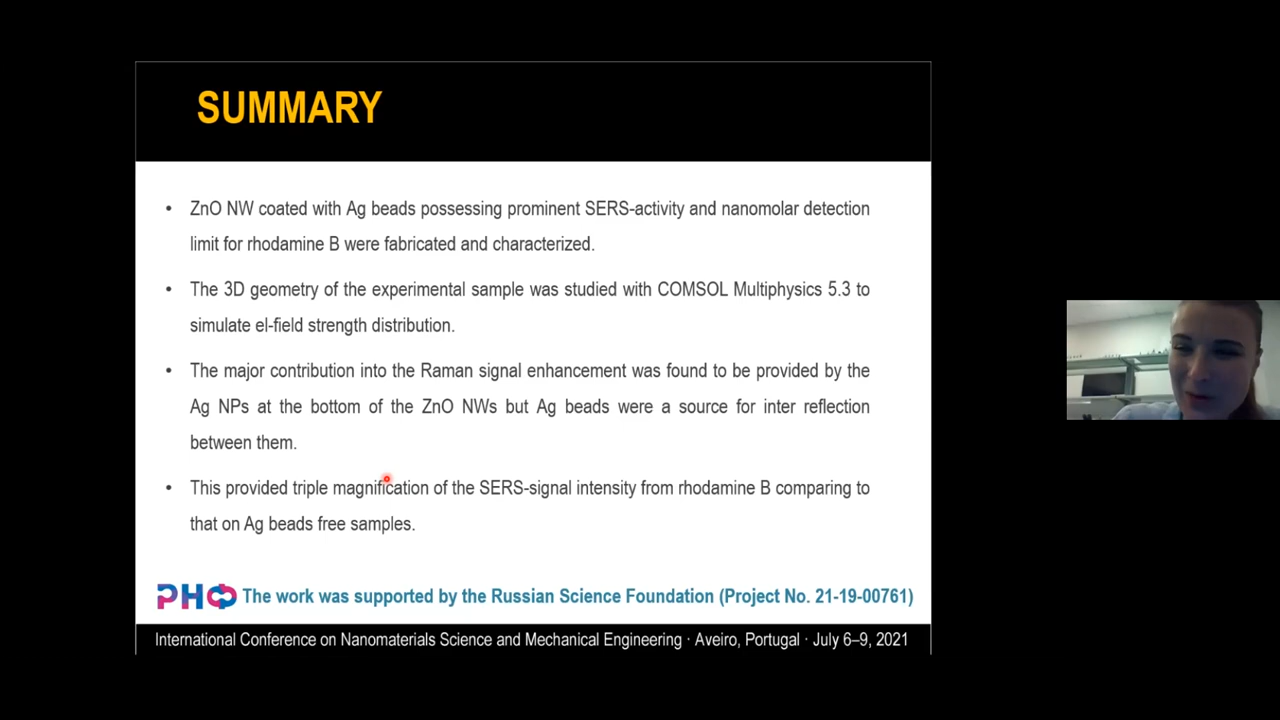 SUMMARY
• ZnO NW coated with Ag beads possessing prominent SERS-activity and nanomolar detection
limit for rhodamine B were fabricated and characterized.
• The 3D geometry of the experimental sample was studied with COMSOL Multiphysics 5.3 to
simulate el-field strength distribution.
• The major contribution into the Raman signal enhancement was found to be provided by the
Ag NPs at the bottom of the ZnO NWs but Ag beads were a source for inter reflection
between them.
• This provided triple magnification of the SERS-signal intensity from rhodamine B comparing to
that on Ag beads free samples.
РНФ The work was supported by the Russian Science Foundation (Project No. 21-19-00761)
International Conference on Nanomaterials Science and Mechanical Engineering · Aveiro, Portugal · July 6–9, 2021